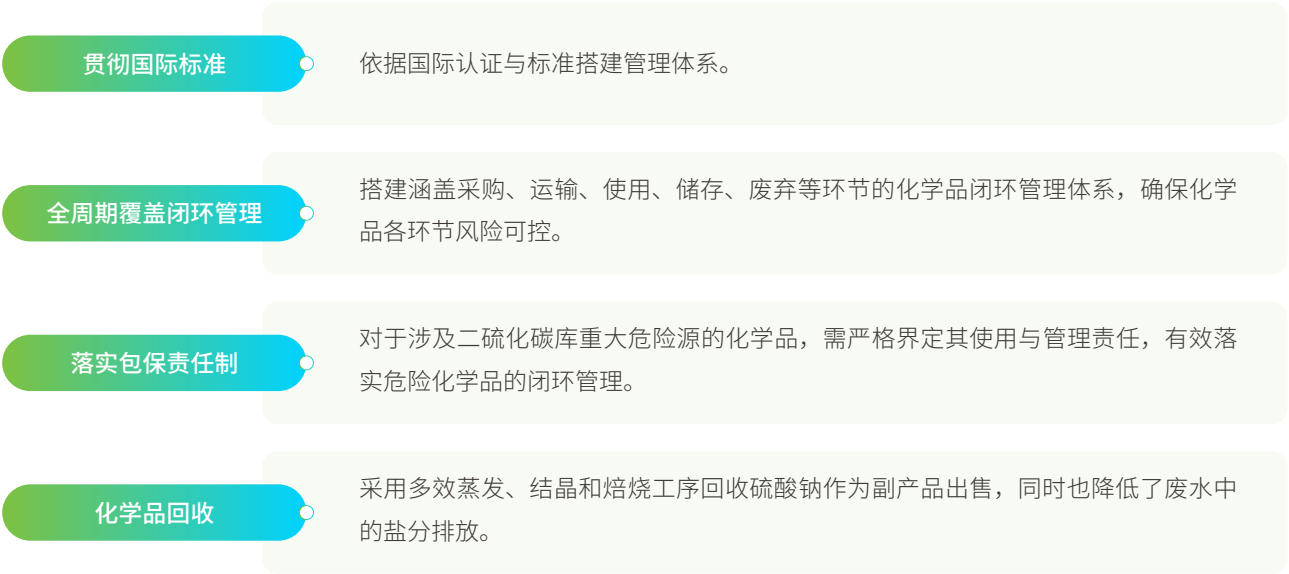 贯彻国际标准
依据国际认证与标准搭建管理体系。
全周期覆盖闭环管理
搭建涵盖采购、运输、使用、储存、废弃等环节的化学品闭环管理体系，确保化学
品各环节风险可控。
落实包保责任制
对于涉及二硫化碳库重大危险源的化学品，需严格界定其使用与管理责任，有效落
实危险化学品的闭环管理。
化学品回收
采用多效蒸发、结晶和焙烧工序回收硫酸钠作为副产品出售，同时也降低了废水中
的盐分排放。